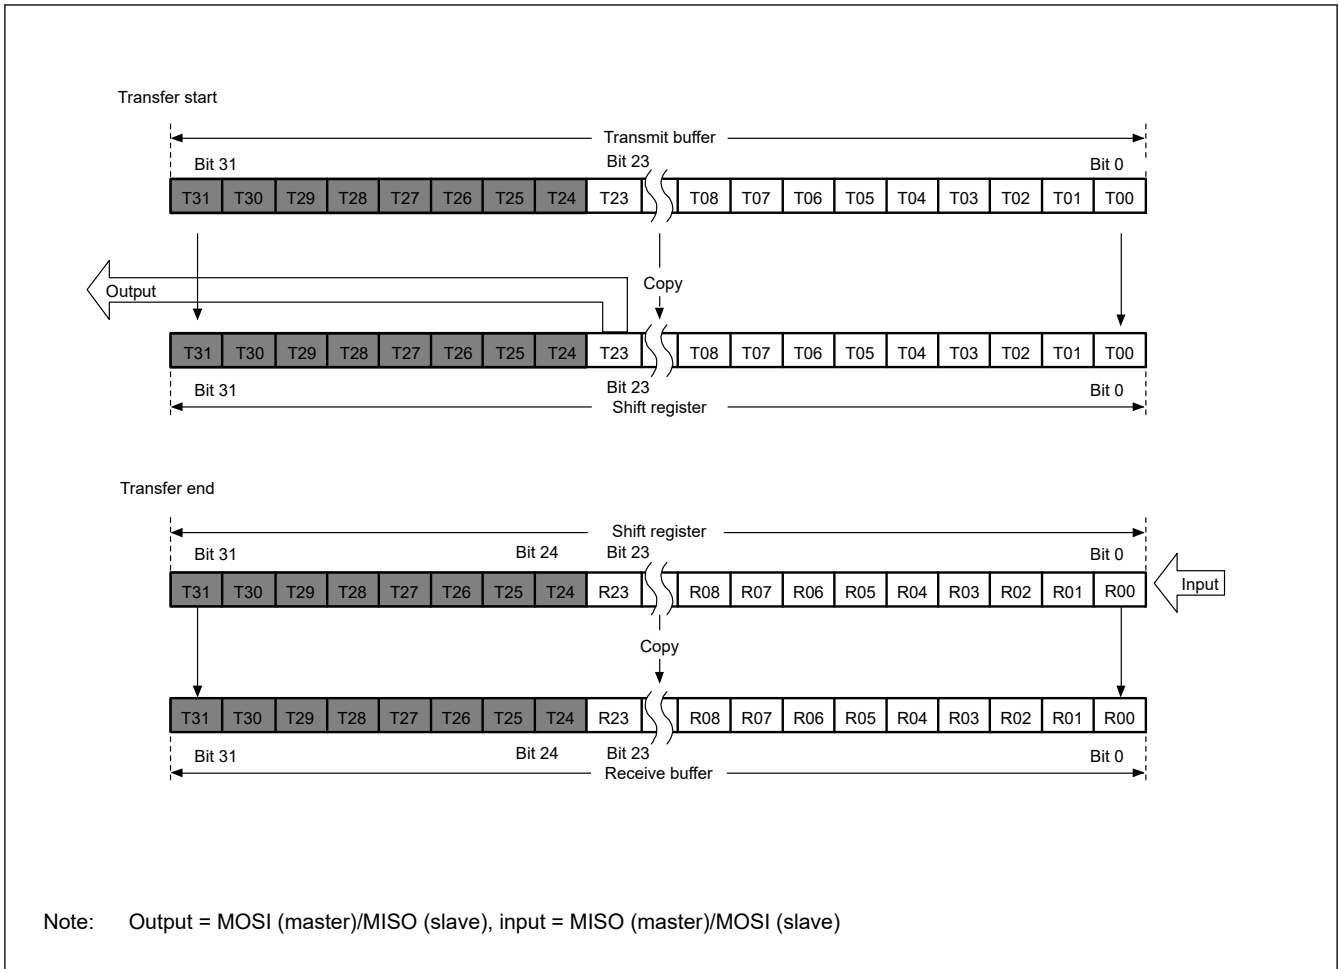 Transfer start
Transmit buffer
Bit 31 Bit 23 Bit 0
T31 T30 T29 T28 T27 T26 T25 T24 T23 T08 T07 T06 T05 T04 T03 T02 T01 T00
Copy
Output
T31 T30 T29 T28 T27 T26 T25 T24 T23 T08 T07 T06 T05 T04 T03 T02 T01 T00
Bit 31 Bit 23 Bit 0
Shift register
Transfer end
Shift register
Bit 31 Bit 24 Bit 23 Bit 0
T31 T30 T29 T28 T27 T26 T25 T24 R23 R08 R07 R06 R05 R04 R03 R02 R01 R00 Input
Copy
T31 T30 T29 T28 T27 T26 T25 T24 R23 R08 R07 R06 R05 R04 R03 R02 R01 R00
Bit 31 Bit 24 Bit 23 Bit 0
Receive buffer
Note: Output = MOSI (master)/MISO (slave), input = MISO (master)/MOSI (slave)